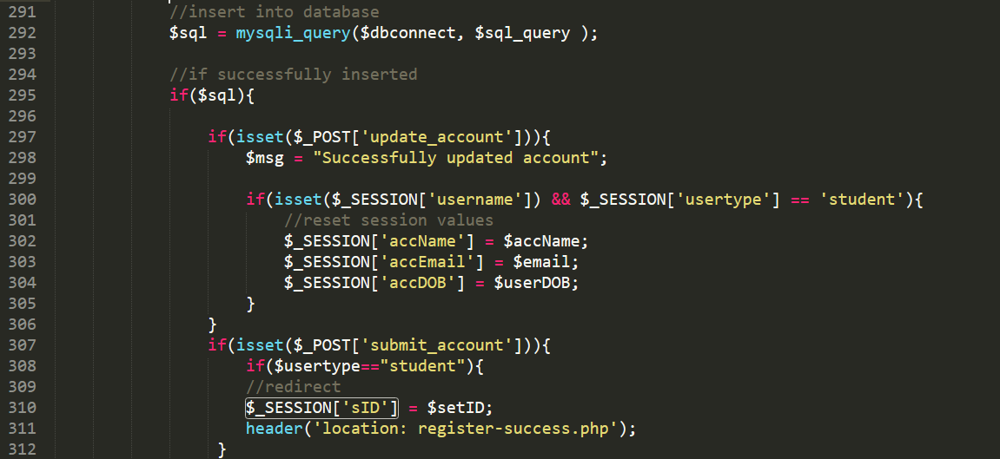 291 //insert into database
292 $sql = mysqli_query($dbconnect, $sql_query );
293
294 //if successfully inserted
295 if($sql){
296
297 if(isset($_POST['update_account'])){
298 $msg = "Successfully updated account";
299
300 if(isset($_SESSION['username']) && $_SESSION['usertype'] == 'student'){
301 //reset session values
302 $_SESSION['accName'] = $accName;
303 $_SESSION['accEmail'] = $email;
304 $_SESSION['accDOB'] = $userDOB;
305 }
306 }
307 if(isset($_POST['submit_account'])){
308 if($usertype=="student"){
309 //redirect
310 $_SESSION['sID'] = $setID;
311 header('location: register-success.php');
312 }